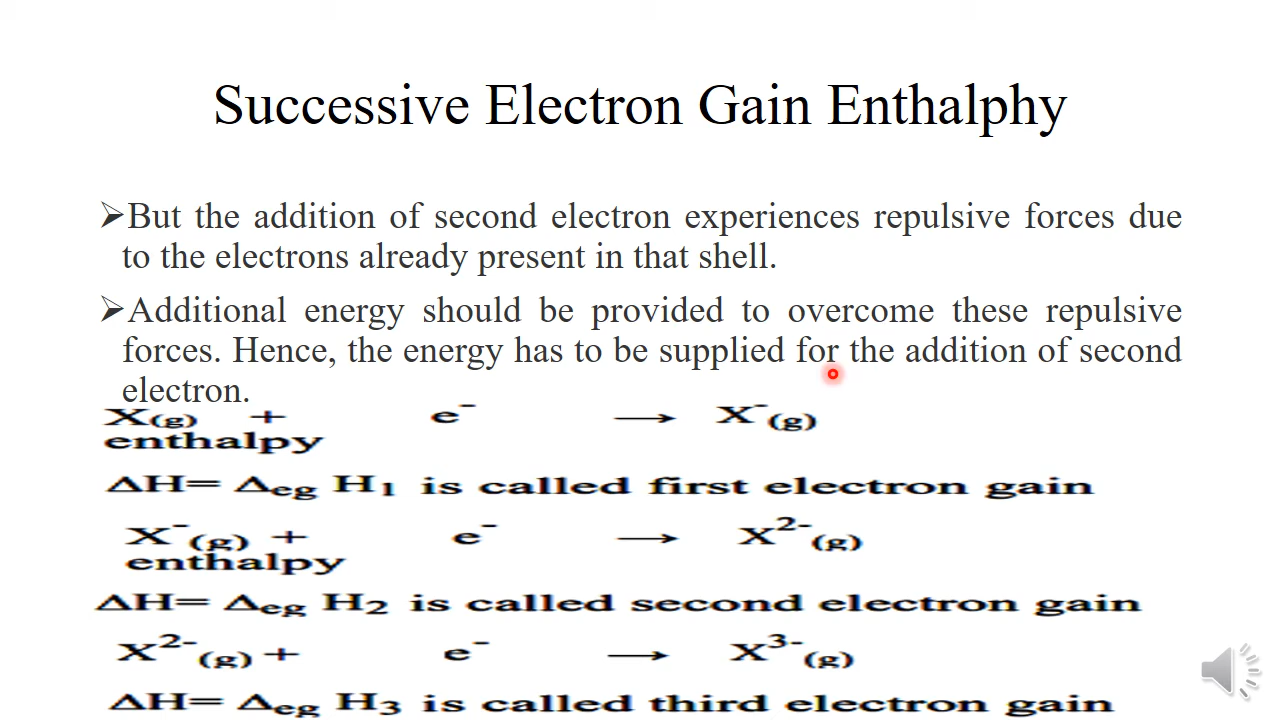 Successive Electron Gain Enthalphy
➢But the addition of second electron experiences repulsive forces due
to the electrons already present in that shell.
➢Additional energy should be provided to overcome these repulsive
forces. Hence, the energy has to be supplied for the addition of second
electron.
X(g) + e⁻ → X⁻(g)
enthalpy
ΔH= Δeg H₁ is called first electron gain
X⁻(g) + e⁻ → X²⁻(g)
enthalpy
ΔH= Δeg H₂ is called second electron gain
X²⁻(g) + e⁻ → X³⁻(g)
ΔH= Δeg H₃ is called third electron gain